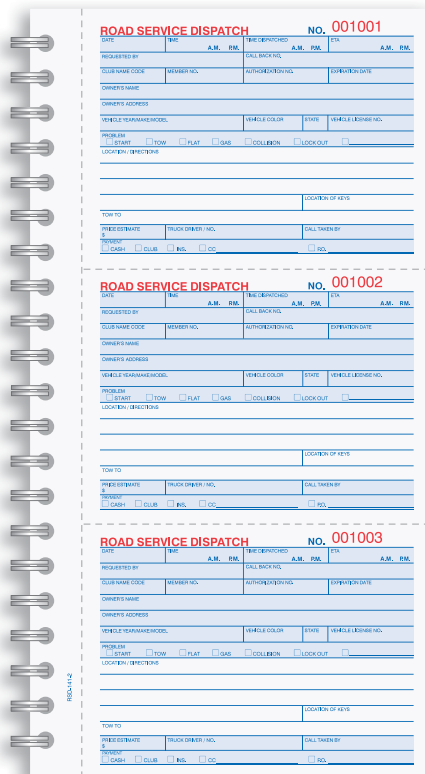 ROAD SERVICE DISPATCH NO. 001001
DATE TIME A.M. P.M. TIME DISPATCHED A.M. P.M. ETA A.M. P.M.
REQUESTED BY CALL BACK NO.
CLUB NAME CODE MEMBER NO. AUTHORIZATION NO. EXPIRATION DATE
OWNER'S NAME
OWNER'S ADDRESS
VEHICLE YEAR/MAKE/MODEL VEHICLE COLOR STATE VEHICLE LICENSE NO.
PROBLEM
START TOW FLAT GAS COLLISION LOCK OUT
LOCATION / DIRECTIONS
LOCATION OF KEYS
TOW TO
PRICE ESTIMATE TRUCK DRIVER / NO. CALL TAKEN BY
$
PAYMENT
CASH CLUB INS. CC P.O.
ROAD SERVICE DISPATCH NO. 001002
DATE TIME A.M. P.M. TIME DISPATCHED A.M. P.M. ETA A.M. P.M.
REQUESTED BY CALL BACK NO.
CLUB NAME CODE MEMBER NO. AUTHORIZATION NO. EXPIRATION DATE
OWNER'S NAME
OWNER'S ADDRESS
VEHICLE YEAR/MAKE/MODEL VEHICLE COLOR STATE VEHICLE LICENSE NO.
PROBLEM
START TOW FLAT GAS COLLISION LOCK OUT
LOCATION / DIRECTIONS
LOCATION OF KEYS
TOW TO
PRICE ESTIMATE TRUCK DRIVER / NO. CALL TAKEN BY
$
PAYMENT
CASH CLUB INS. CC P.O.
ROAD SERVICE DISPATCH NO. 001003
DATE TIME A.M. P.M. TIME DISPATCHED A.M. P.M. ETA A.M. P.M.
REQUESTED BY CALL BACK NO.
CLUB NAME CODE MEMBER NO. AUTHORIZATION NO. EXPIRATION DATE
OWNER'S NAME
OWNER'S ADDRESS
VEHICLE YEAR/MAKE/MODEL VEHICLE COLOR STATE VEHICLE LICENSE NO.
PROBLEM
START TOW FLAT GAS COLLISION LOCK OUT
LOCATION / DIRECTIONS
LOCATION OF KEYS
TOW TO
PRICE ESTIMATE TRUCK DRIVER / NO. CALL TAKEN BY
$
PAYMENT
CASH CLUB INS. CC P.O.
RSD-141-2